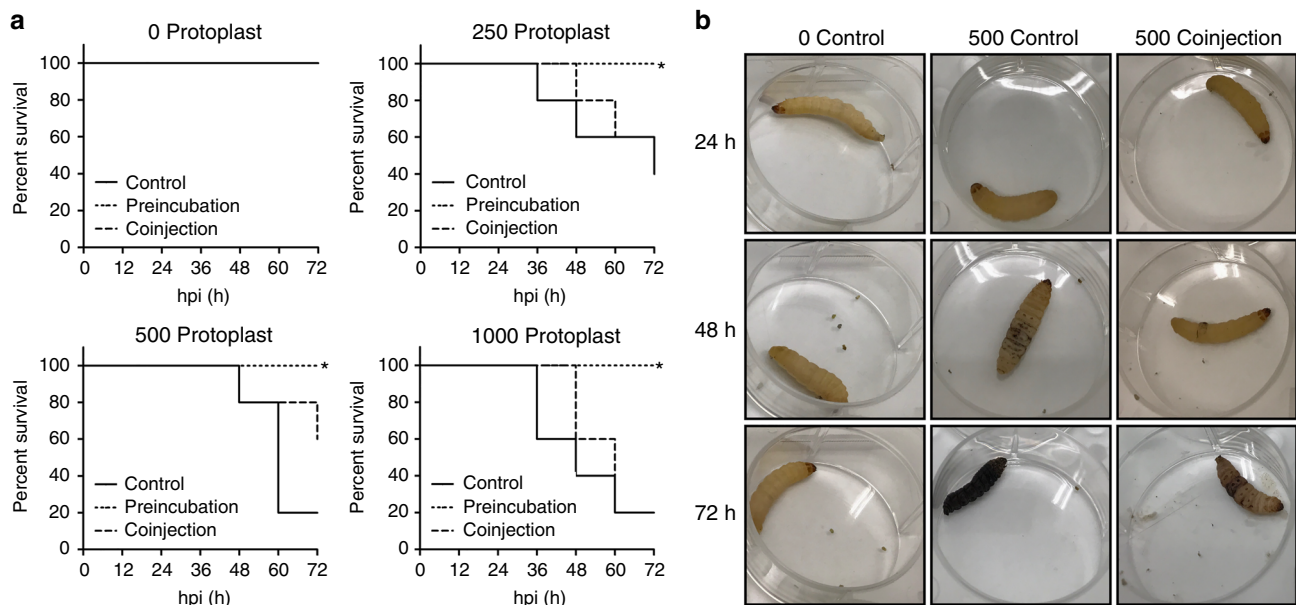 a
0 Protoplast
Percent survival
100
80
60
40
20
0
Control
Preincubation
Coinjection
0 12 24 36 48 60 72
hpi (h)
250 Protoplast
Percent survival
100
80
60
40
20
0
*
Control
Preincubation
Coinjection
0 12 24 36 48 60 72
hpi (h)
500 Protoplast
Percent survival
100
80
60
40
20
0
*
Control
Preincubation
Coinjection
0 12 24 36 48 60 72
hpi (h)
1000 Protoplast
Percent survival
100
80
60
40
20
0
*
Control
Preincubation
Coinjection
0 12 24 36 48 60 72
hpi (h)
b
0 Control 500 Control 500 Coinjection
24 h
48 h
72 h